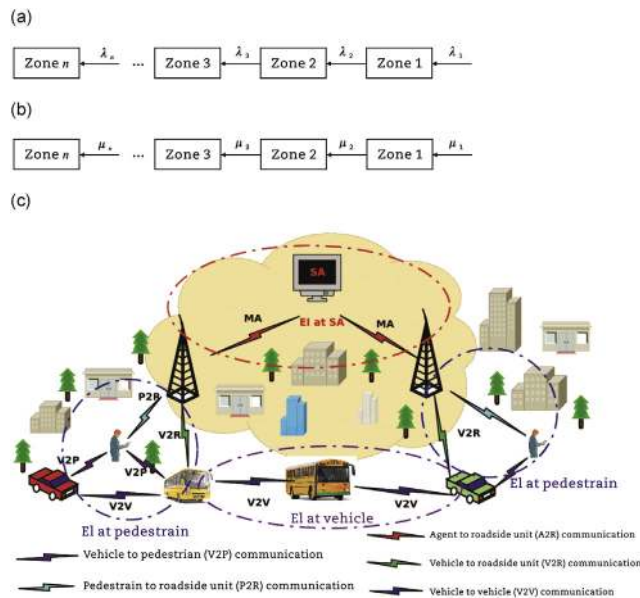 (a)
Zone n λn ... Zone 3 λ3 Zone 2 λ2 Zone 1 λ1
(b)
Zone n μn ... Zone 3 μ3 Zone 2 μ2 Zone 1 μ1
(c)
SA
MA EI at SA MA
P2R
V2P V2P V2R V2R
V2V V2V V2V
El at pedestrain El at vehicle El at pedestrain
Vehicle to pedestrian (V2P) communication
Pedestrain to roadside unit (P2R) communication
Agent to roadside unit (A2R) communication
Vehicle to roadside unit (V2R) communication
Vehicle to vehicle (V2V) communication